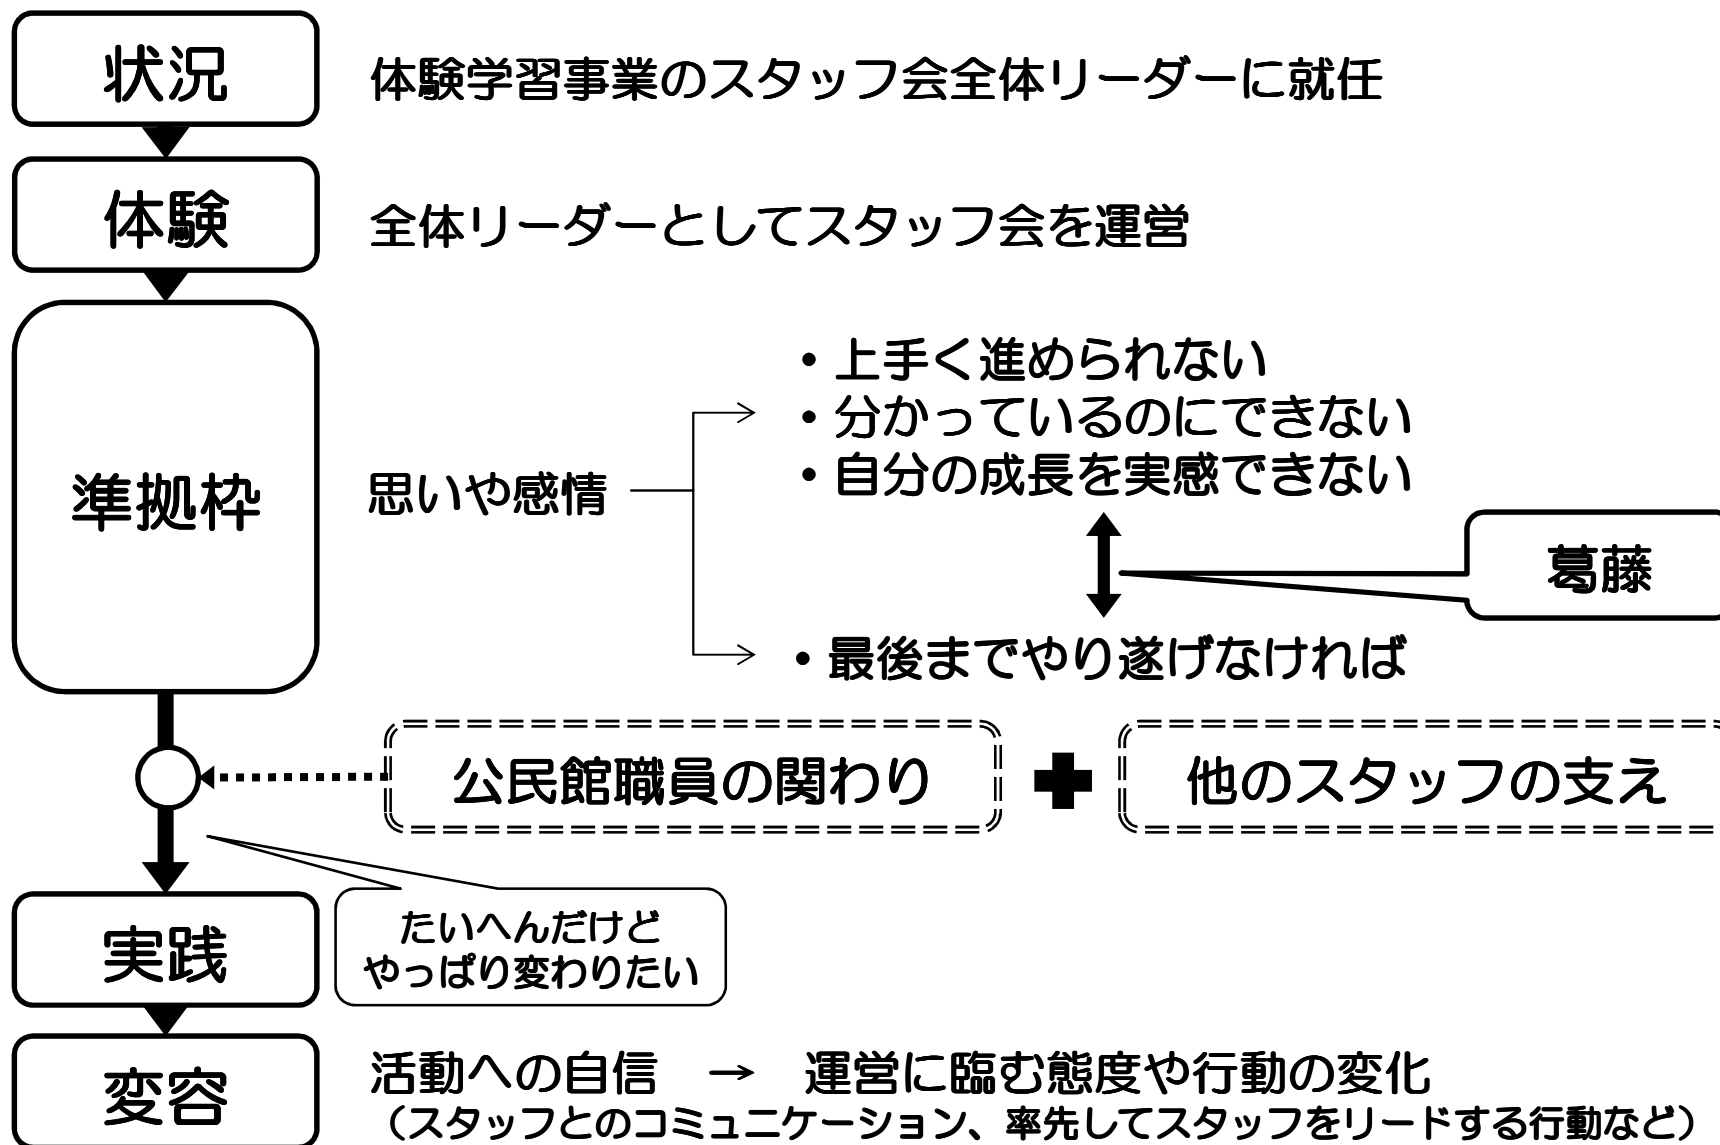 状況
体験学習事業のスタッフ会全体リーダーに就任
体験
全体リーダーとしてスタッフ会を運営
準拠枠
思いや感情
・上手く進められない
・分かっているのにできない
・自分の成長を実感できない
葛藤
・最後までやり遂げなければ
公民館職員の関わり
他のスタッフの支え
実践
たいへんだけど
やっぱり変わりたい
変容
活動への自信 → 運営に臨む態度や行動の変化
（スタッフとのコミュニケーション、率先してスタッフをリードする行動など）